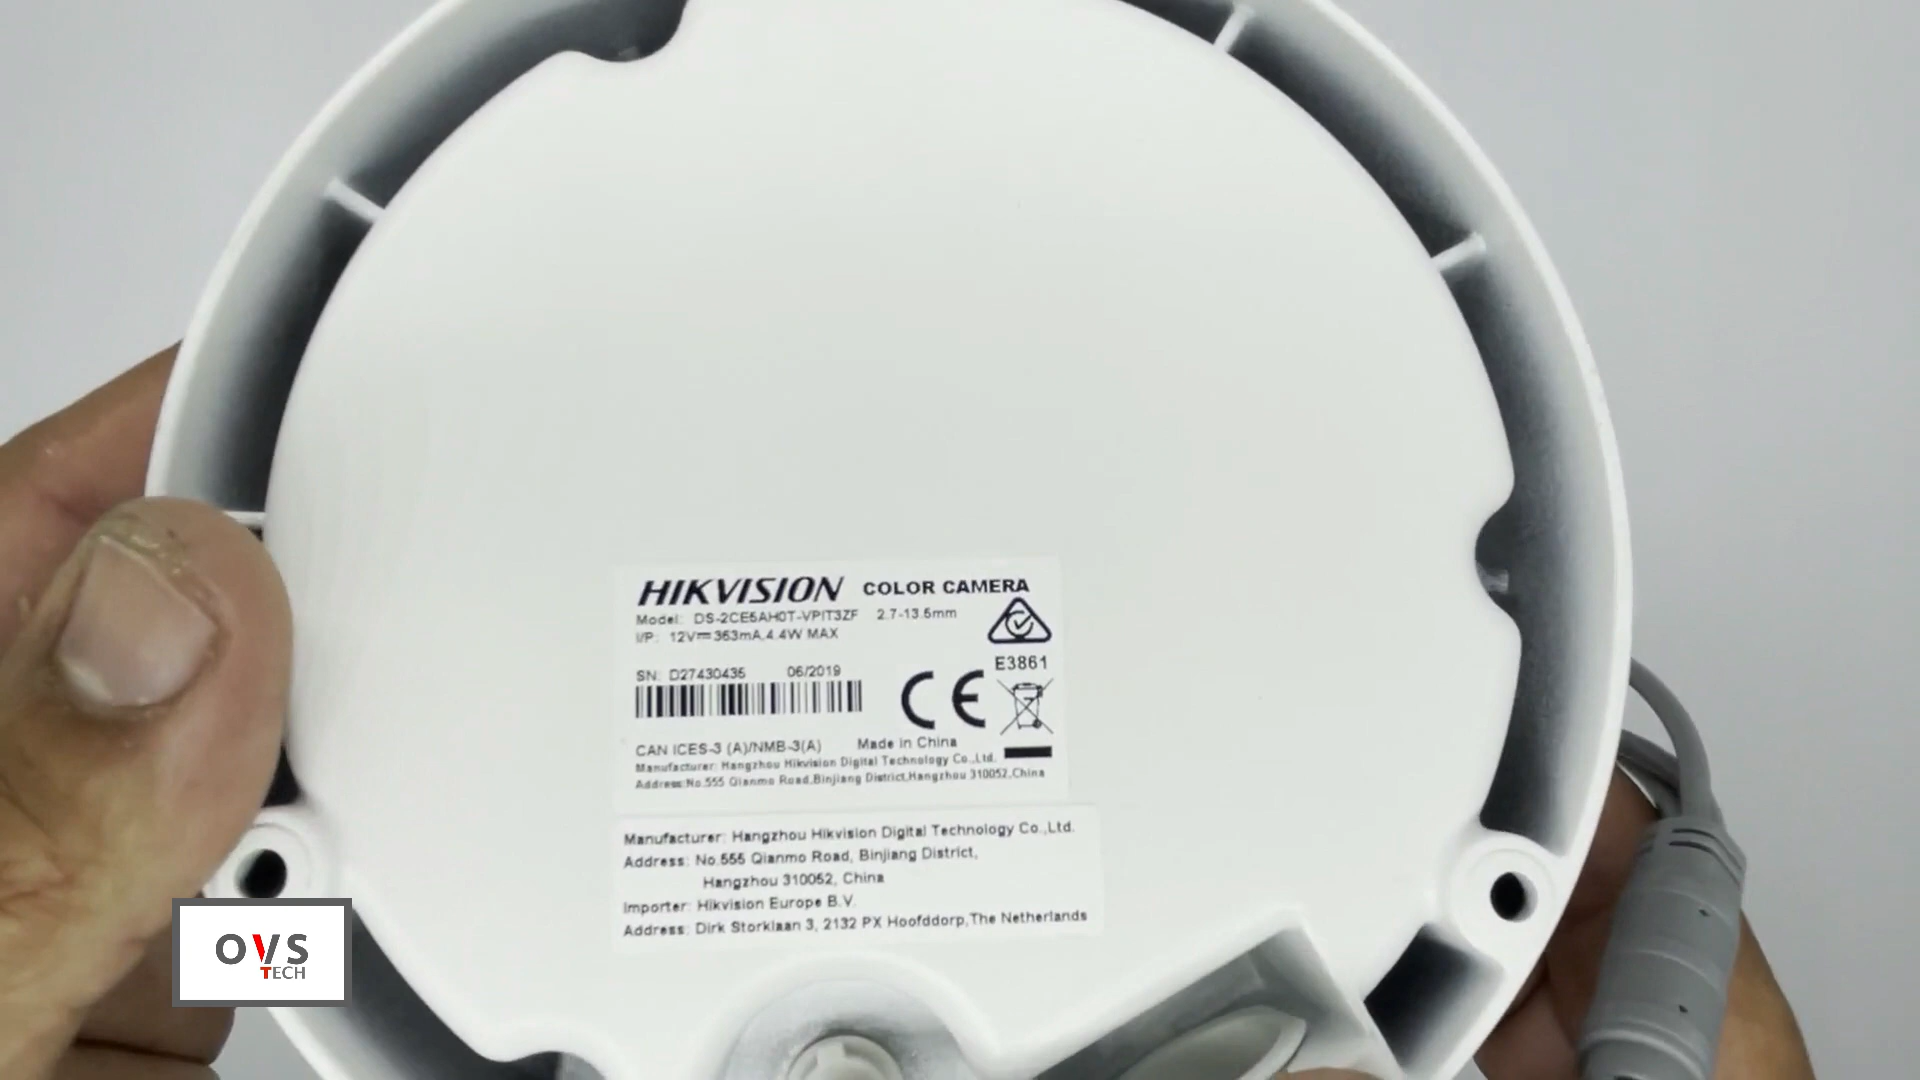 HIKVISION COLOR CAMERA
Model: DS-2CE5AH0T-VPIT3ZF 2.7-13.5mm
I/P: 12V⎓363mA,4.4W MAX
E3861
SN: D27430435 06/2019
CE
CAN ICES-3 (A)/NMB-3(A) Made in China
Manufacturer: Hangzhou Hikvision Digital Technology Co.,Ltd.
Address:No.555 Qianmo Road,Binjiang District,Hangzhou 310052,China
Manufacturer: Hangzhou Hikvision Digital Technology Co.,Ltd.
Address: No.555 Qianmo Road, Binjiang District,
Hangzhou 310052, China
Importer: Hikvision Europe B.V.
Address: Dirk Storklaan 3, 2132 PX Hoofddorp,The Netherlands
OVS
TECH